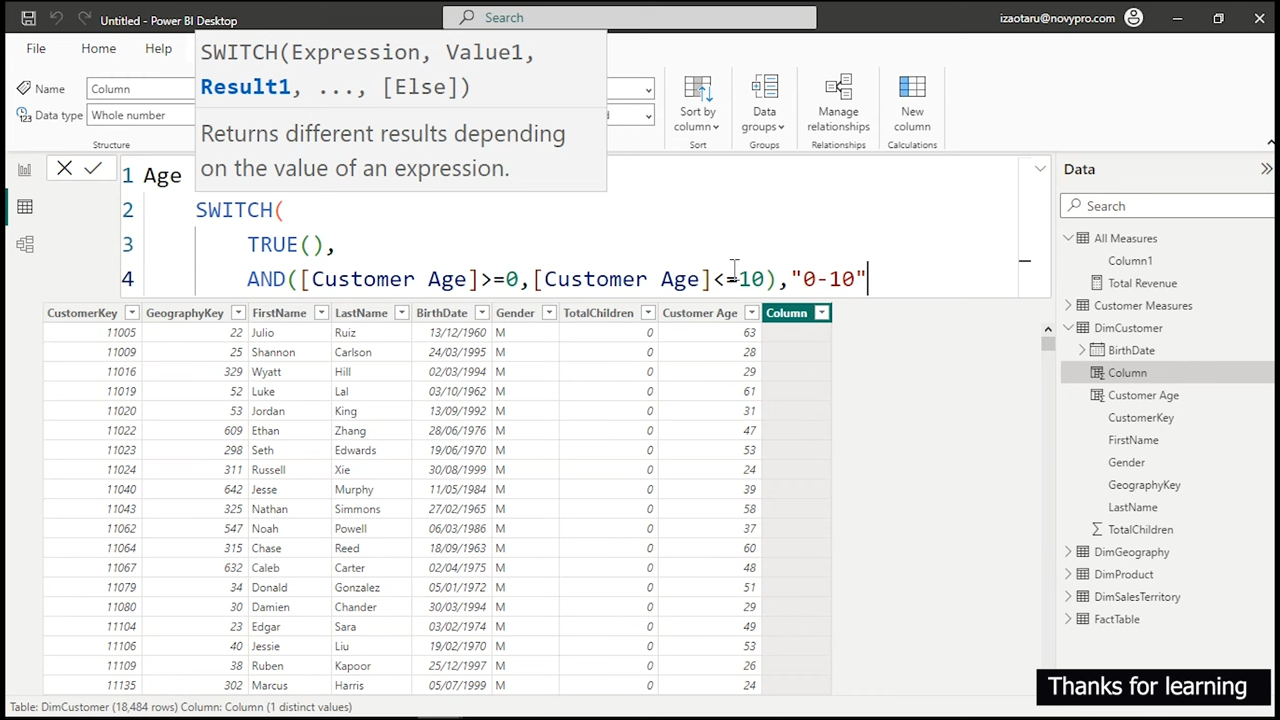 Untitled - Power BI Desktop
Search
izaotaru@novypro.com
File Home Help
SWITCH(Expression, Value1,
Result1, ..., [Else])
Returns different results depending
on the value of an expression.
Name Column
Data type Whole number
Structure
Sort by
column
Sort
Data
groups
Groups
Manage
relationships
Relationships
New
column
Calculations
1 Age
2 SWITCH(
3 TRUE(),
4 AND([Customer Age]>=0,[Customer Age]<=10),"0-10"
CustomerKey GeographyKey FirstName LastName BirthDate Gender TotalChildren Customer Age Column
11005 22 Julio Ruiz 13/12/1960 M 0 63
11009 25 Shannon Carlson 24/03/1995 M 0 28
11016 329 Wyatt Hill 02/03/1994 M 0 29
11019 52 Luke Lal 03/10/1962 M 0 61
11020 53 Jordan King 13/09/1992 M 0 31
11022 609 Ethan Zhang 28/06/1976 M 0 47
11023 298 Seth Edwards 19/06/1970 M 0 53
11024 311 Russell Xie 30/08/1999 M 0 24
11040 642 Jesse Murphy 11/05/1984 M 0 39
11043 325 Nathan Simmons 27/02/1965 M 0 58
11062 547 Noah Powell 06/03/1986 M 0 37
11064 315 Chase Reed 18/09/1963 M 0 60
11067 632 Caleb Carter 02/04/1975 M 0 48
11079 34 Donald Gonzalez 05/01/1972 M 0 51
11080 30 Damien Chander 30/03/1994 M 0 29
11104 23 Edgar Sara 03/02/1974 M 0 49
11106 40 Jessie Liu 19/02/1970 M 0 53
11109 38 Ruben Kapoor 25/12/1997 M 0 26
11135 302 Marcus Harris 05/07/1999 M 0 24
Data
Search
All Measures
Column1
Total Revenue
Customer Measures
DimCustomer
BirthDate
Column
Customer Age
CustomerKey
FirstName
Gender
GeographyKey
LastName
TotalChildren
DimGeography
DimProduct
DimSalesTerritory
FactTable
Thanks for learning
Table: DimCustomer (18,484 rows) Column: Column (1 distinct values)